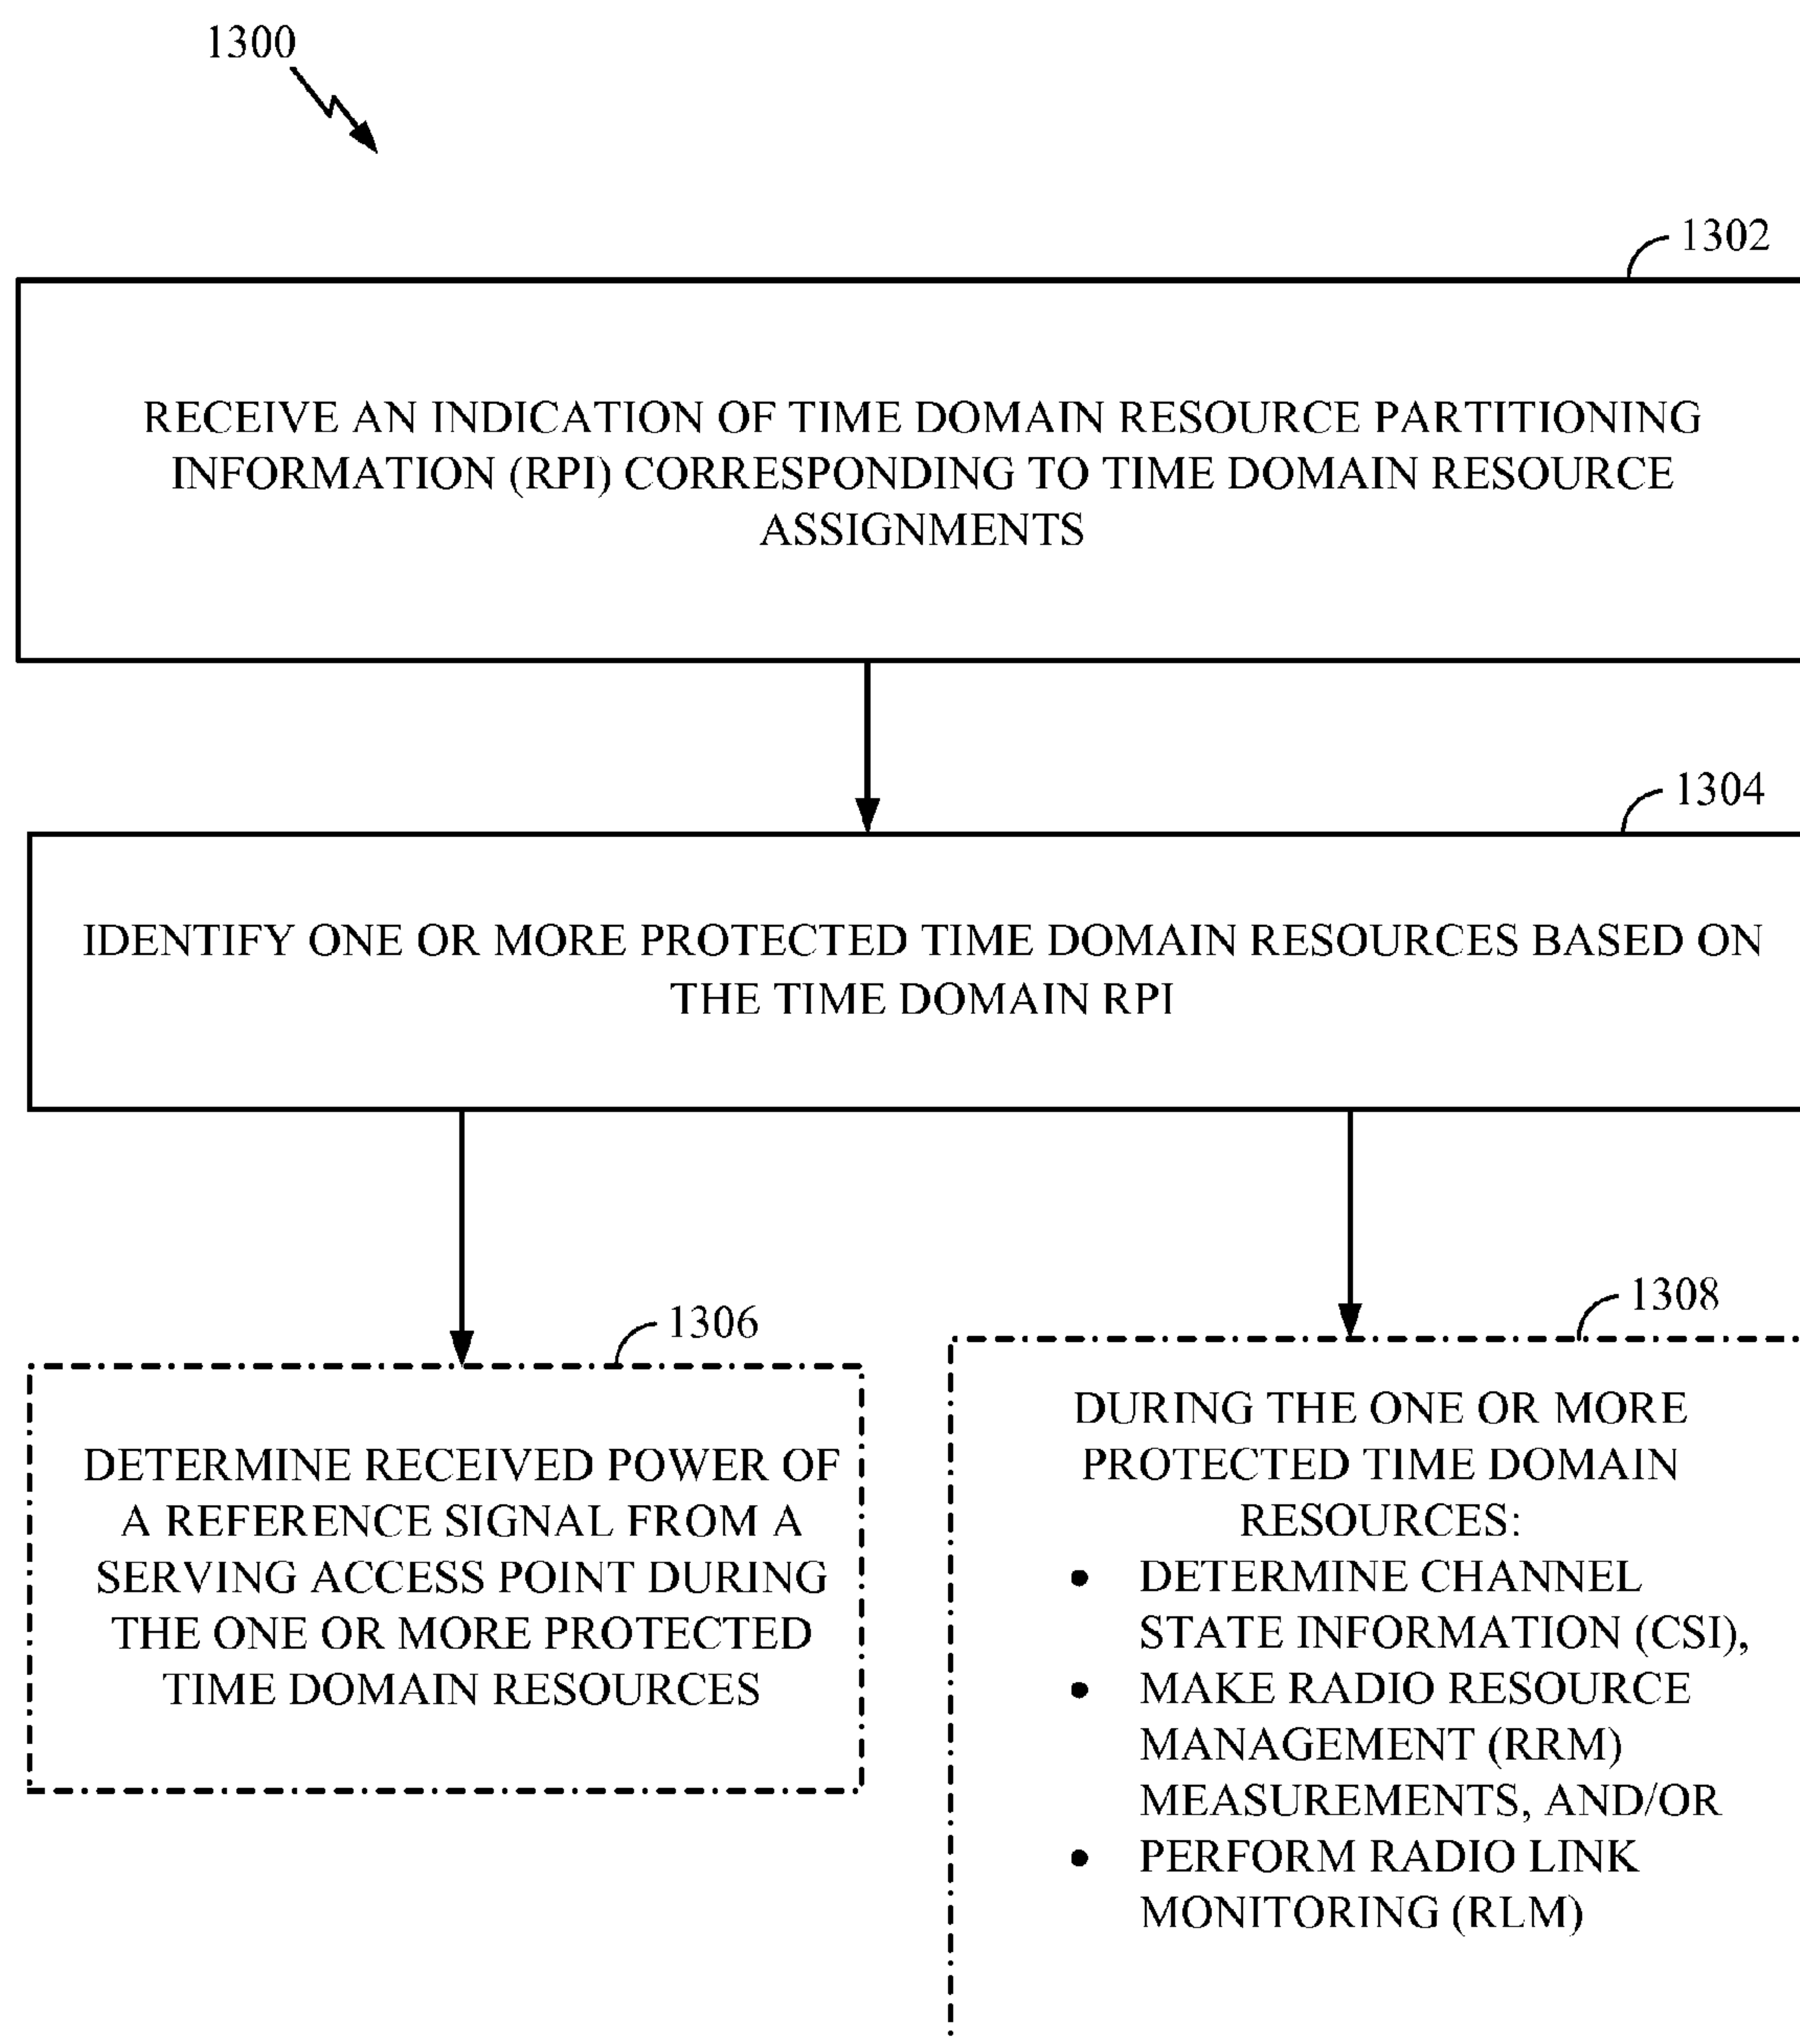 1300
1302
RECEIVE AN INDICATION OF TIME DOMAIN RESOURCE PARTITIONING
INFORMATION (RPI) CORRESPONDING TO TIME DOMAIN RESOURCE
ASSIGNMENTS
1304
IDENTIFY ONE OR MORE PROTECTED TIME DOMAIN RESOURCES BASED ON
THE TIME DOMAIN RPI
1306
DETERMINE RECEIVED POWER OF
A REFERENCE SIGNAL FROM A
SERVING ACCESS POINT DURING
THE ONE OR MORE PROTECTED
TIME DOMAIN RESOURCES
1308
DURING THE ONE OR MORE
PROTECTED TIME DOMAIN
RESOURCES:
• DETERMINE CHANNEL
STATE INFORMATION (CSI),
• MAKE RADIO RESOURCE
MANAGEMENT (RRM)
MEASUREMENTS, AND/OR
• PERFORM RADIO LINK
MONITORING (RLM)